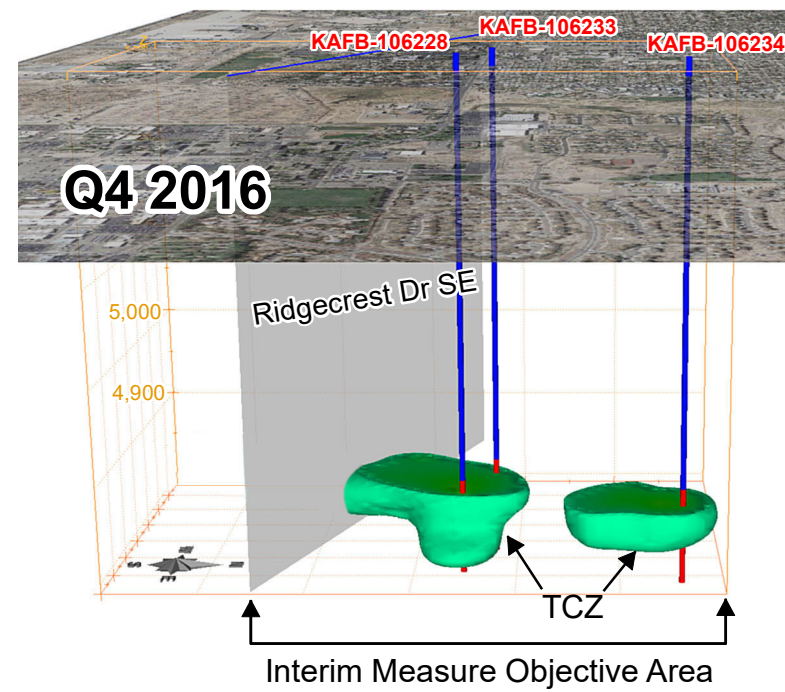 KAFB-106233
KAFB-106228
KAFB-106234
Z
Q4 2016
Ridgecrest Dr SE
5,000
4,900
S
E
N
TCZ
Interim Measure Objective Area